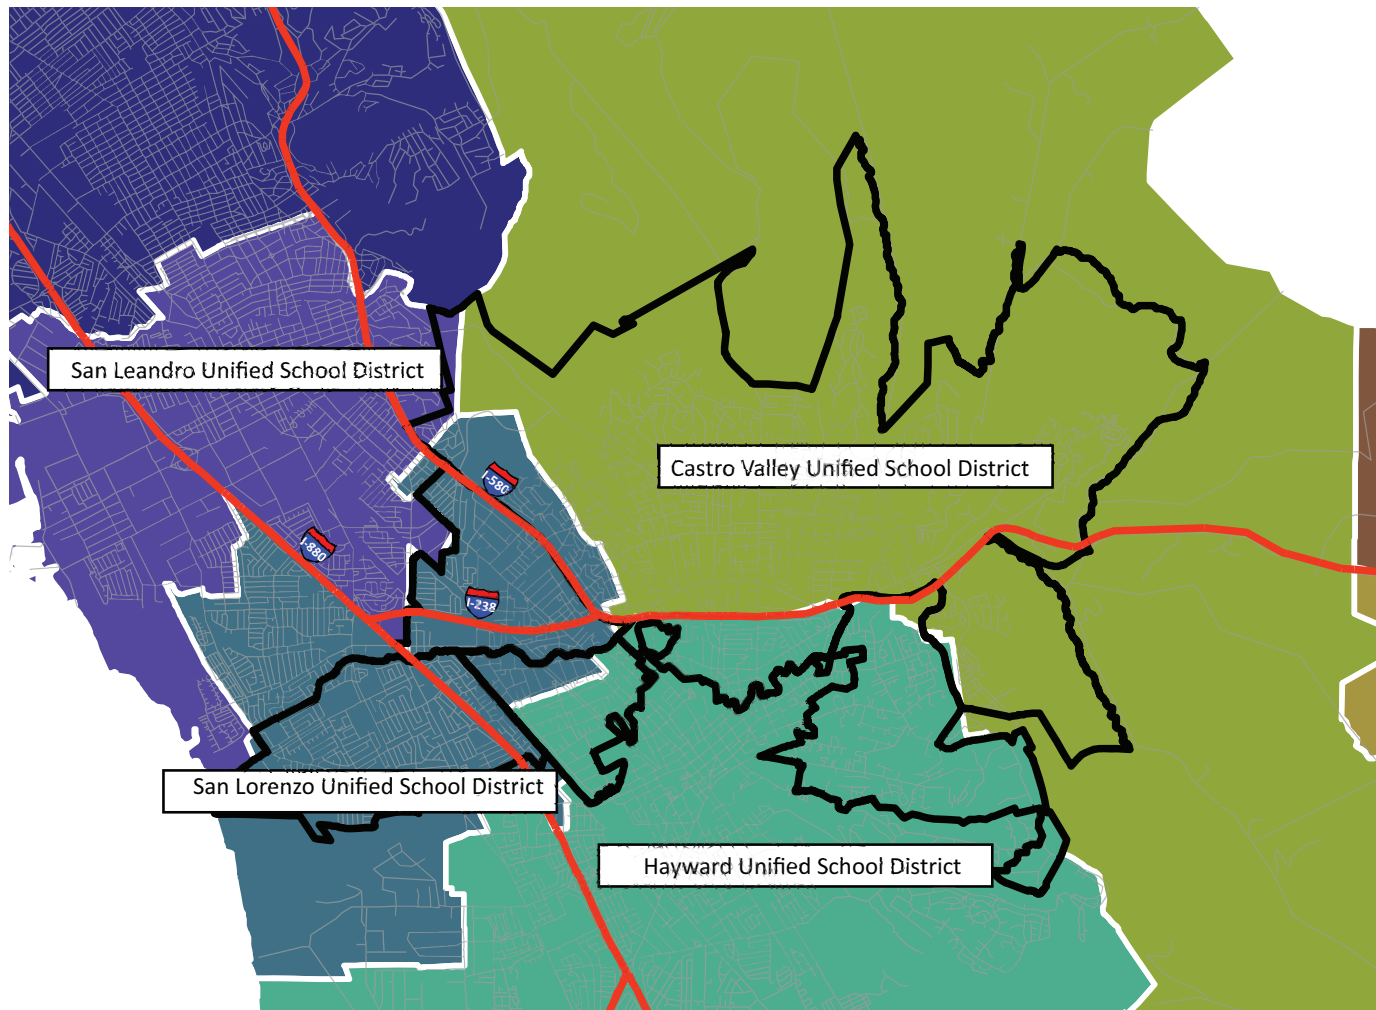 San Leandro Unified School District
Castro Valley Unified School District
I-580
I-880
I-238
San Lorenzo Unified School District
Hayward Unified School District